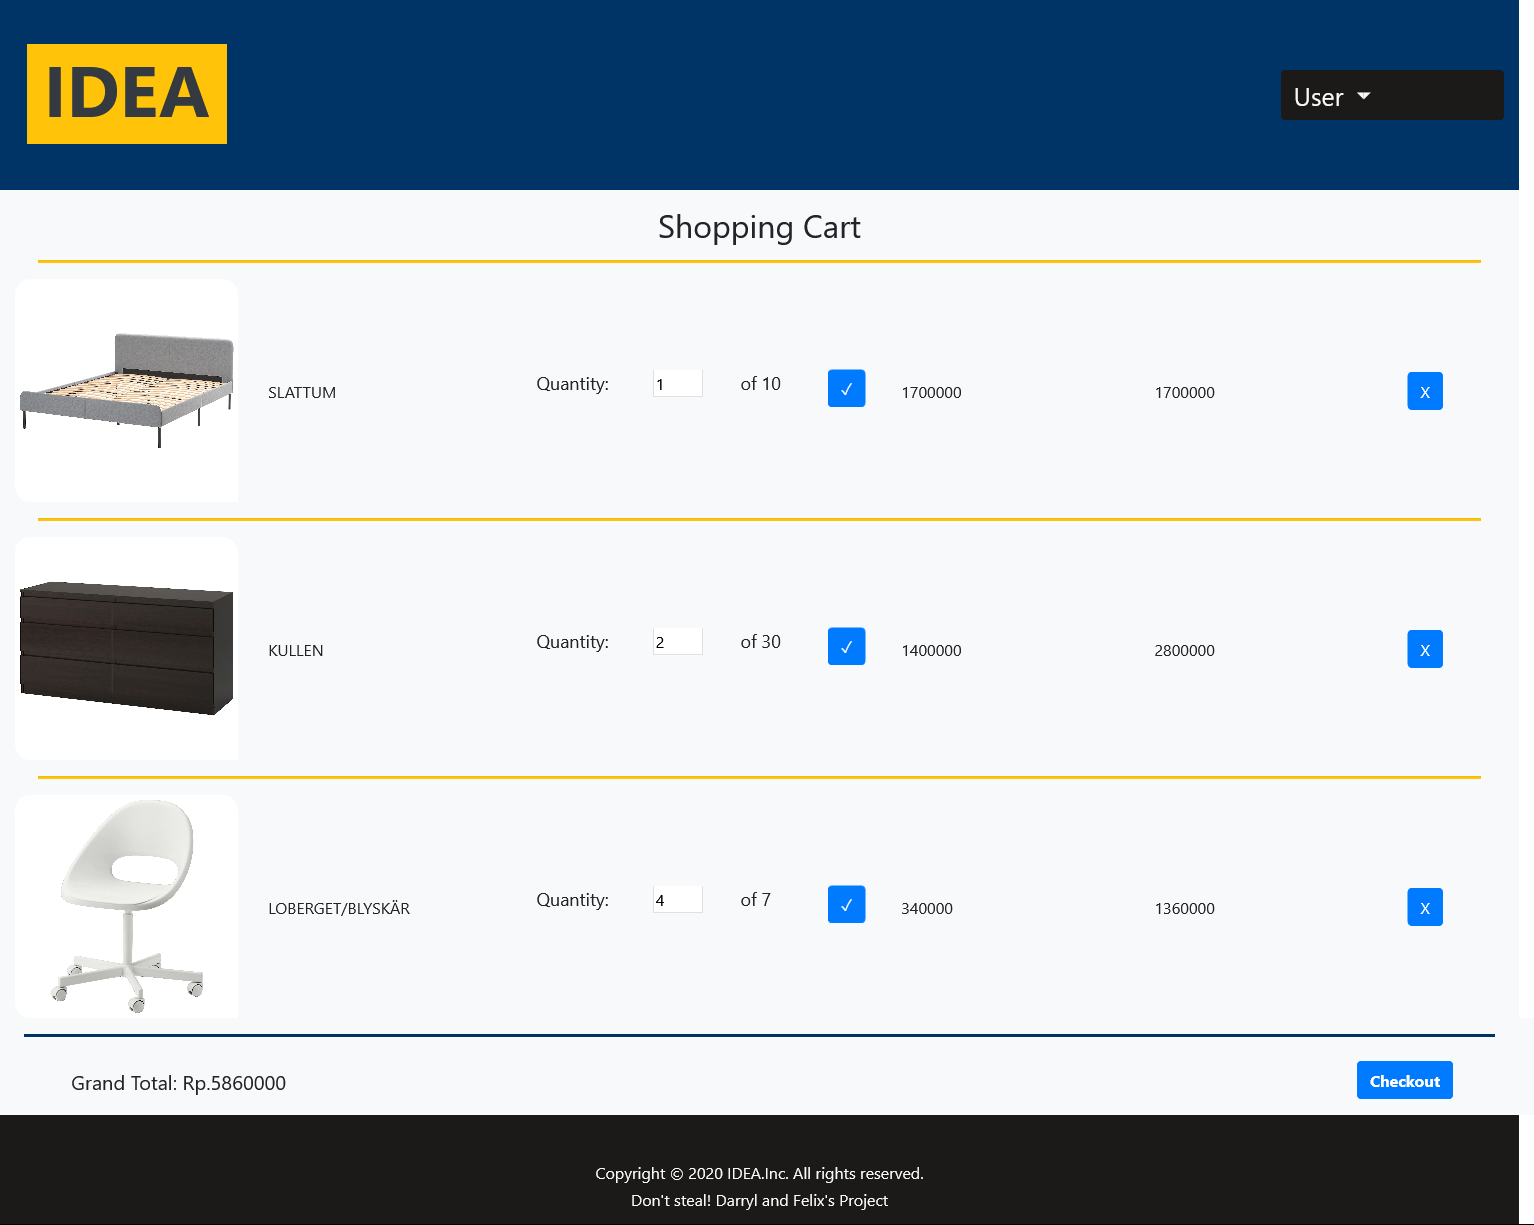 IDEA
User
Shopping Cart
SLATTUM
Quantity: 1 of 10 ✓ 1700000 1700000 X
KULLEN
Quantity: 2 of 30 ✓ 1400000 2800000 X
LOBERGET/BLYSKÄR
Quantity: 4 of 7 ✓ 340000 1360000 X
Grand Total: Rp.5860000
Checkout
Copyright © 2020 IDEA.Inc. All rights reserved.
Don't steal! Darryl and Felix's Project